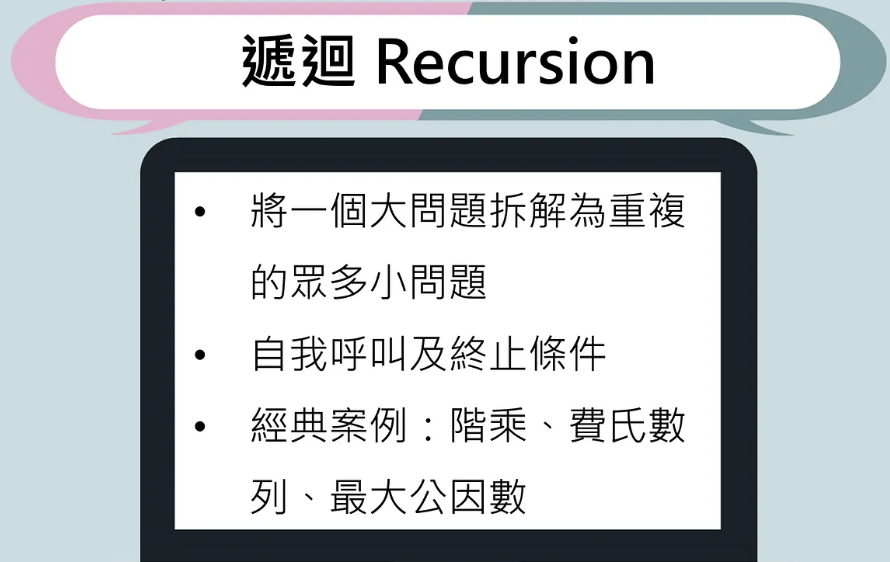 遞迴 Recursion
• 將一個大問題拆解為重複
的眾多小問題
• 自我呼叫及終止條件
• 經典案例：階乘、費氏數
列、最大公因數